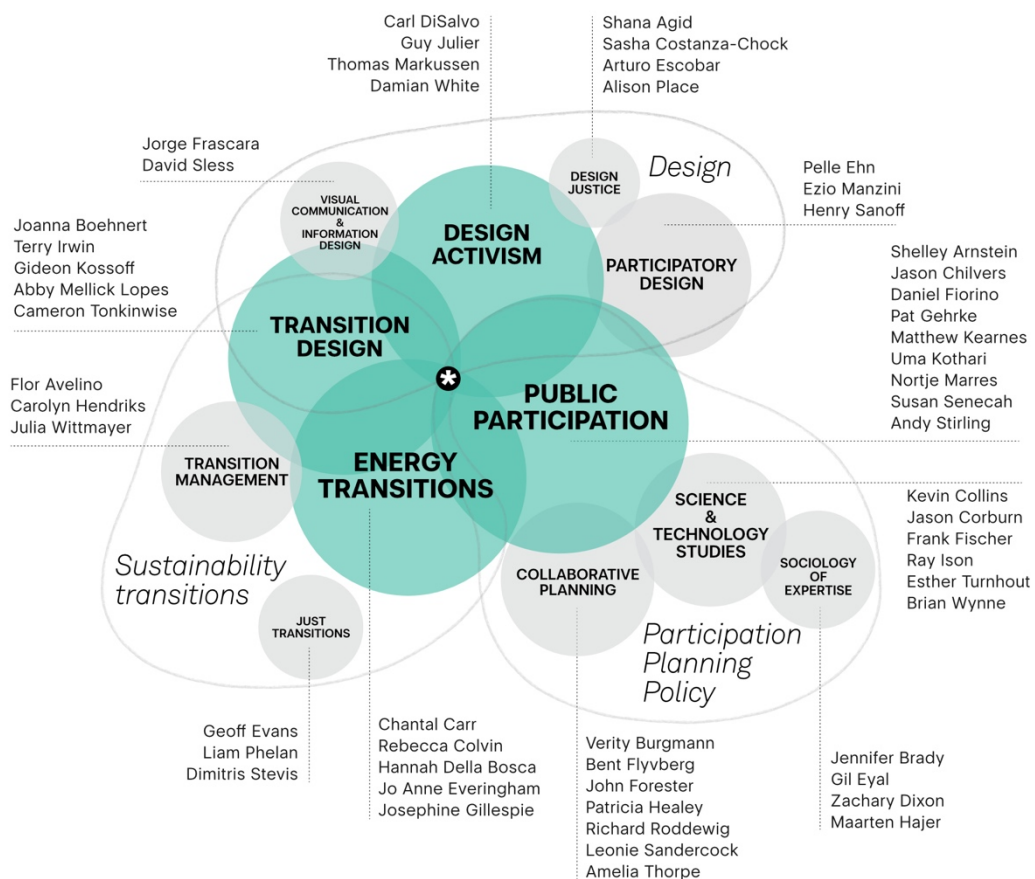 Carl DiSalvo
Guy Julier
Thomas Markussen
Damian White
Shana Agid
Sasha Costanza-Chock
Arturo Escobar
Alison Place
Jorge Frascara
David Sless
Design
DESIGN
JUSTICE
Pelle Ehn
Ezio Manzini
Henry Sanoff
VISUAL
COMMUNICATION
&
INFORMATION
DESIGN
DESIGN
ACTIVISM
PARTICIPATORY
DESIGN
Joanna Boehnert
Terry Irwin
Gideon Kossoff
Abby Mellick Lopes
Cameron Tonkinwise
Shelley Arnstein
Jason Chilvers
Daniel Fiorino
Pat Gehrke
Matthew Kearnes
Uma Kothari
Nortje Marres
Susan Senecah
Andy Stirling
TRANSITION
DESIGN
*
PUBLIC
PARTICIPATION
Flor Avelino
Carolyn Hendriks
Julia Wittmayer
TRANSITION
MANAGEMENT
ENERGY
TRANSITIONS
SCIENCE
&
TECHNOLOGY
STUDIES
Kevin Collins
Jason Corburn
Frank Fischer
Ray Ison
Esther Turnhout
Brian Wynne
COLLABORATIVE
PLANNING
SOCIOLOGY
OF
EXPERTISE
Sustainability
transitions
JUST
TRANSITIONS
Participation
Planning
Policy
Geoff Evans
Liam Phelan
Dimitris Stevis
Chantal Carr
Rebecca Colvin
Hannah Della Bosca
Jo Anne Everingham
Josephine Gillespie
Verity Burgmann
Bent Flyvberg
John Forester
Patricia Healey
Richard Roddewig
Leonie Sandercock
Amelia Thorpe
Jennifer Brady
Gil Eyal
Zachary Dixon
Maarten Hajer